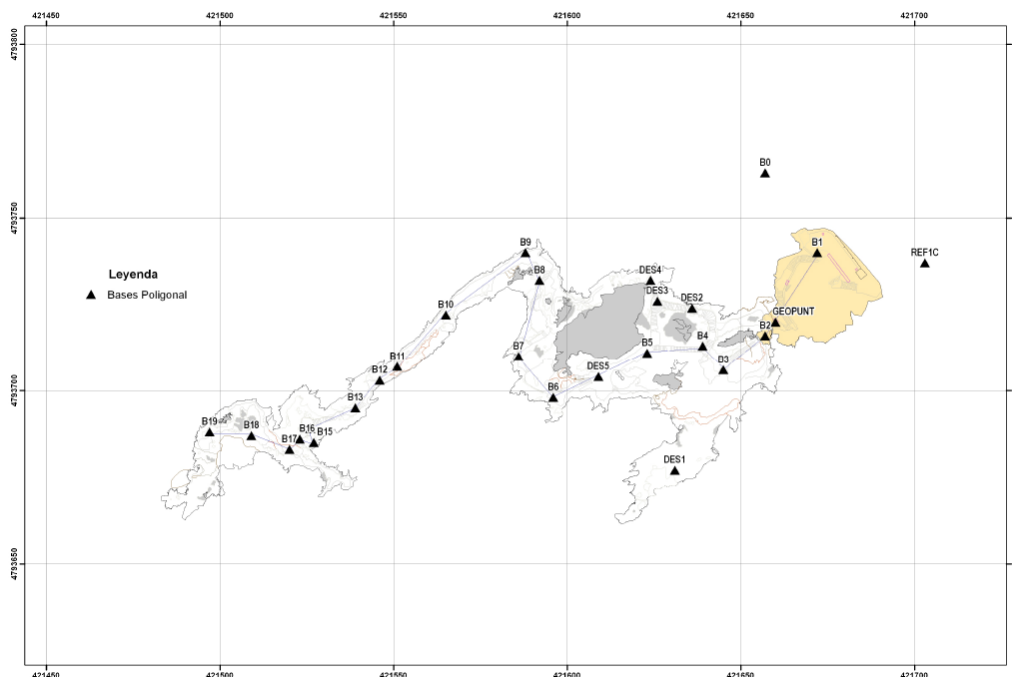 421450 421500 421550 421600 421650 421700
4793800
B0
4793750
B9
B1
REF1C
B8
DES4
Leyenda
DES3
DES2
Bases Poligonal
B10
GEOPUNT
B2
B4
B7
B5
B11
B3
B12
DES5
4793700
B6
B13
B19
B18
B16
B15
B17
DES1
4793650
421450 421500 421550 421600 421650 421700